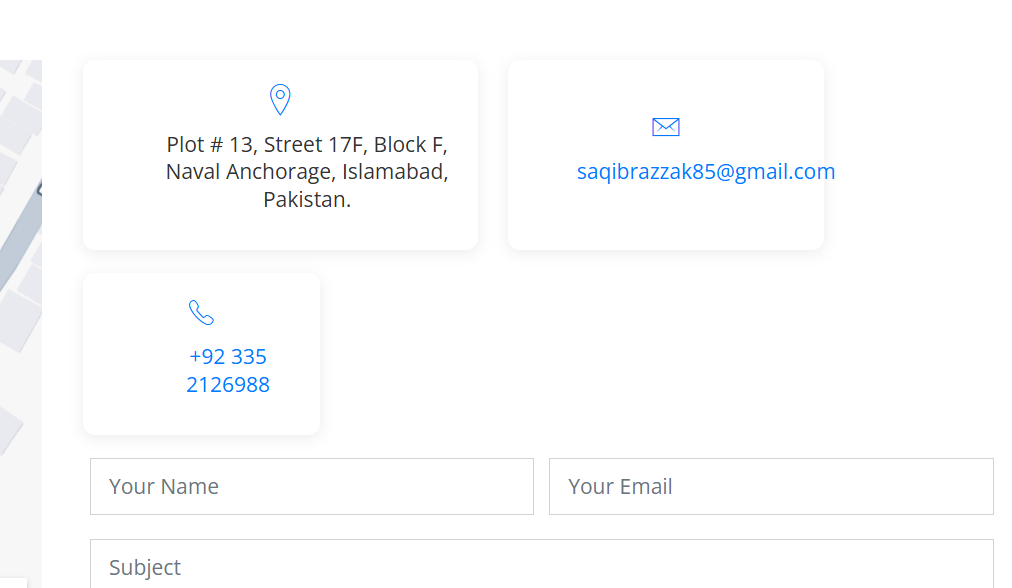 Plot # 13, Street 17F, Block F,
Naval Anchorage, Islamabad,
Pakistan.
saqibrazzak85@gmail.com
+92 335
2126988
Your Name
Your Email
Subject